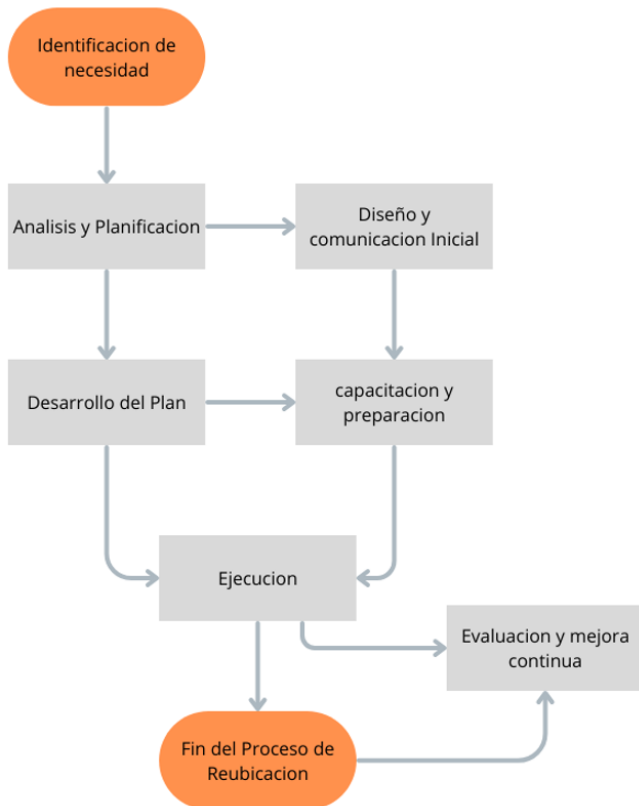 Identificacion de
necesidad
Analisis y Planificacion
Diseño y
comunicacion Inicial
Desarrollo del Plan
capacitacion y
preparacion
Ejecucion
Evaluacion y mejora
continua
Fin del Proceso de
Reubicacion